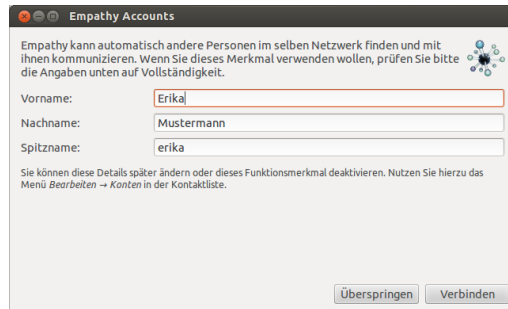 Empathy Accounts
Empathy kann automatisch andere Personen im selben Netzwerk finden und mit
ihnen kommunizieren. Wenn Sie dieses Merkmal verwenden wollen, prüfen Sie bitte
die Angaben unten auf Vollständigkeit.
Vorname: Erika
Nachname: Mustermann
Spitzname: erika
Sie können diese Details später ändern oder dieses Funktionsmerkmal deaktivieren. Nutzen Sie hierzu das
Menü Bearbeiten → Konten in der Kontaktliste.
Überspringen Verbinden